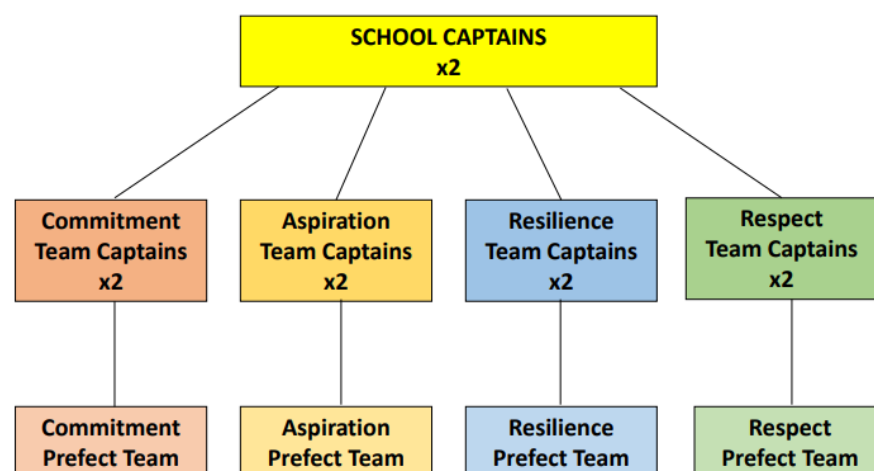 SCHOOL CAPTAINS
x2
Commitment
Team Captains
x2
Aspiration
Team Captains
x2
Resilience
Team Captains
x2
Respect
Team Captains
x2
Commitment
Prefect Team
Aspiration
Prefect Team
Resilience
Prefect Team
Respect
Prefect Team